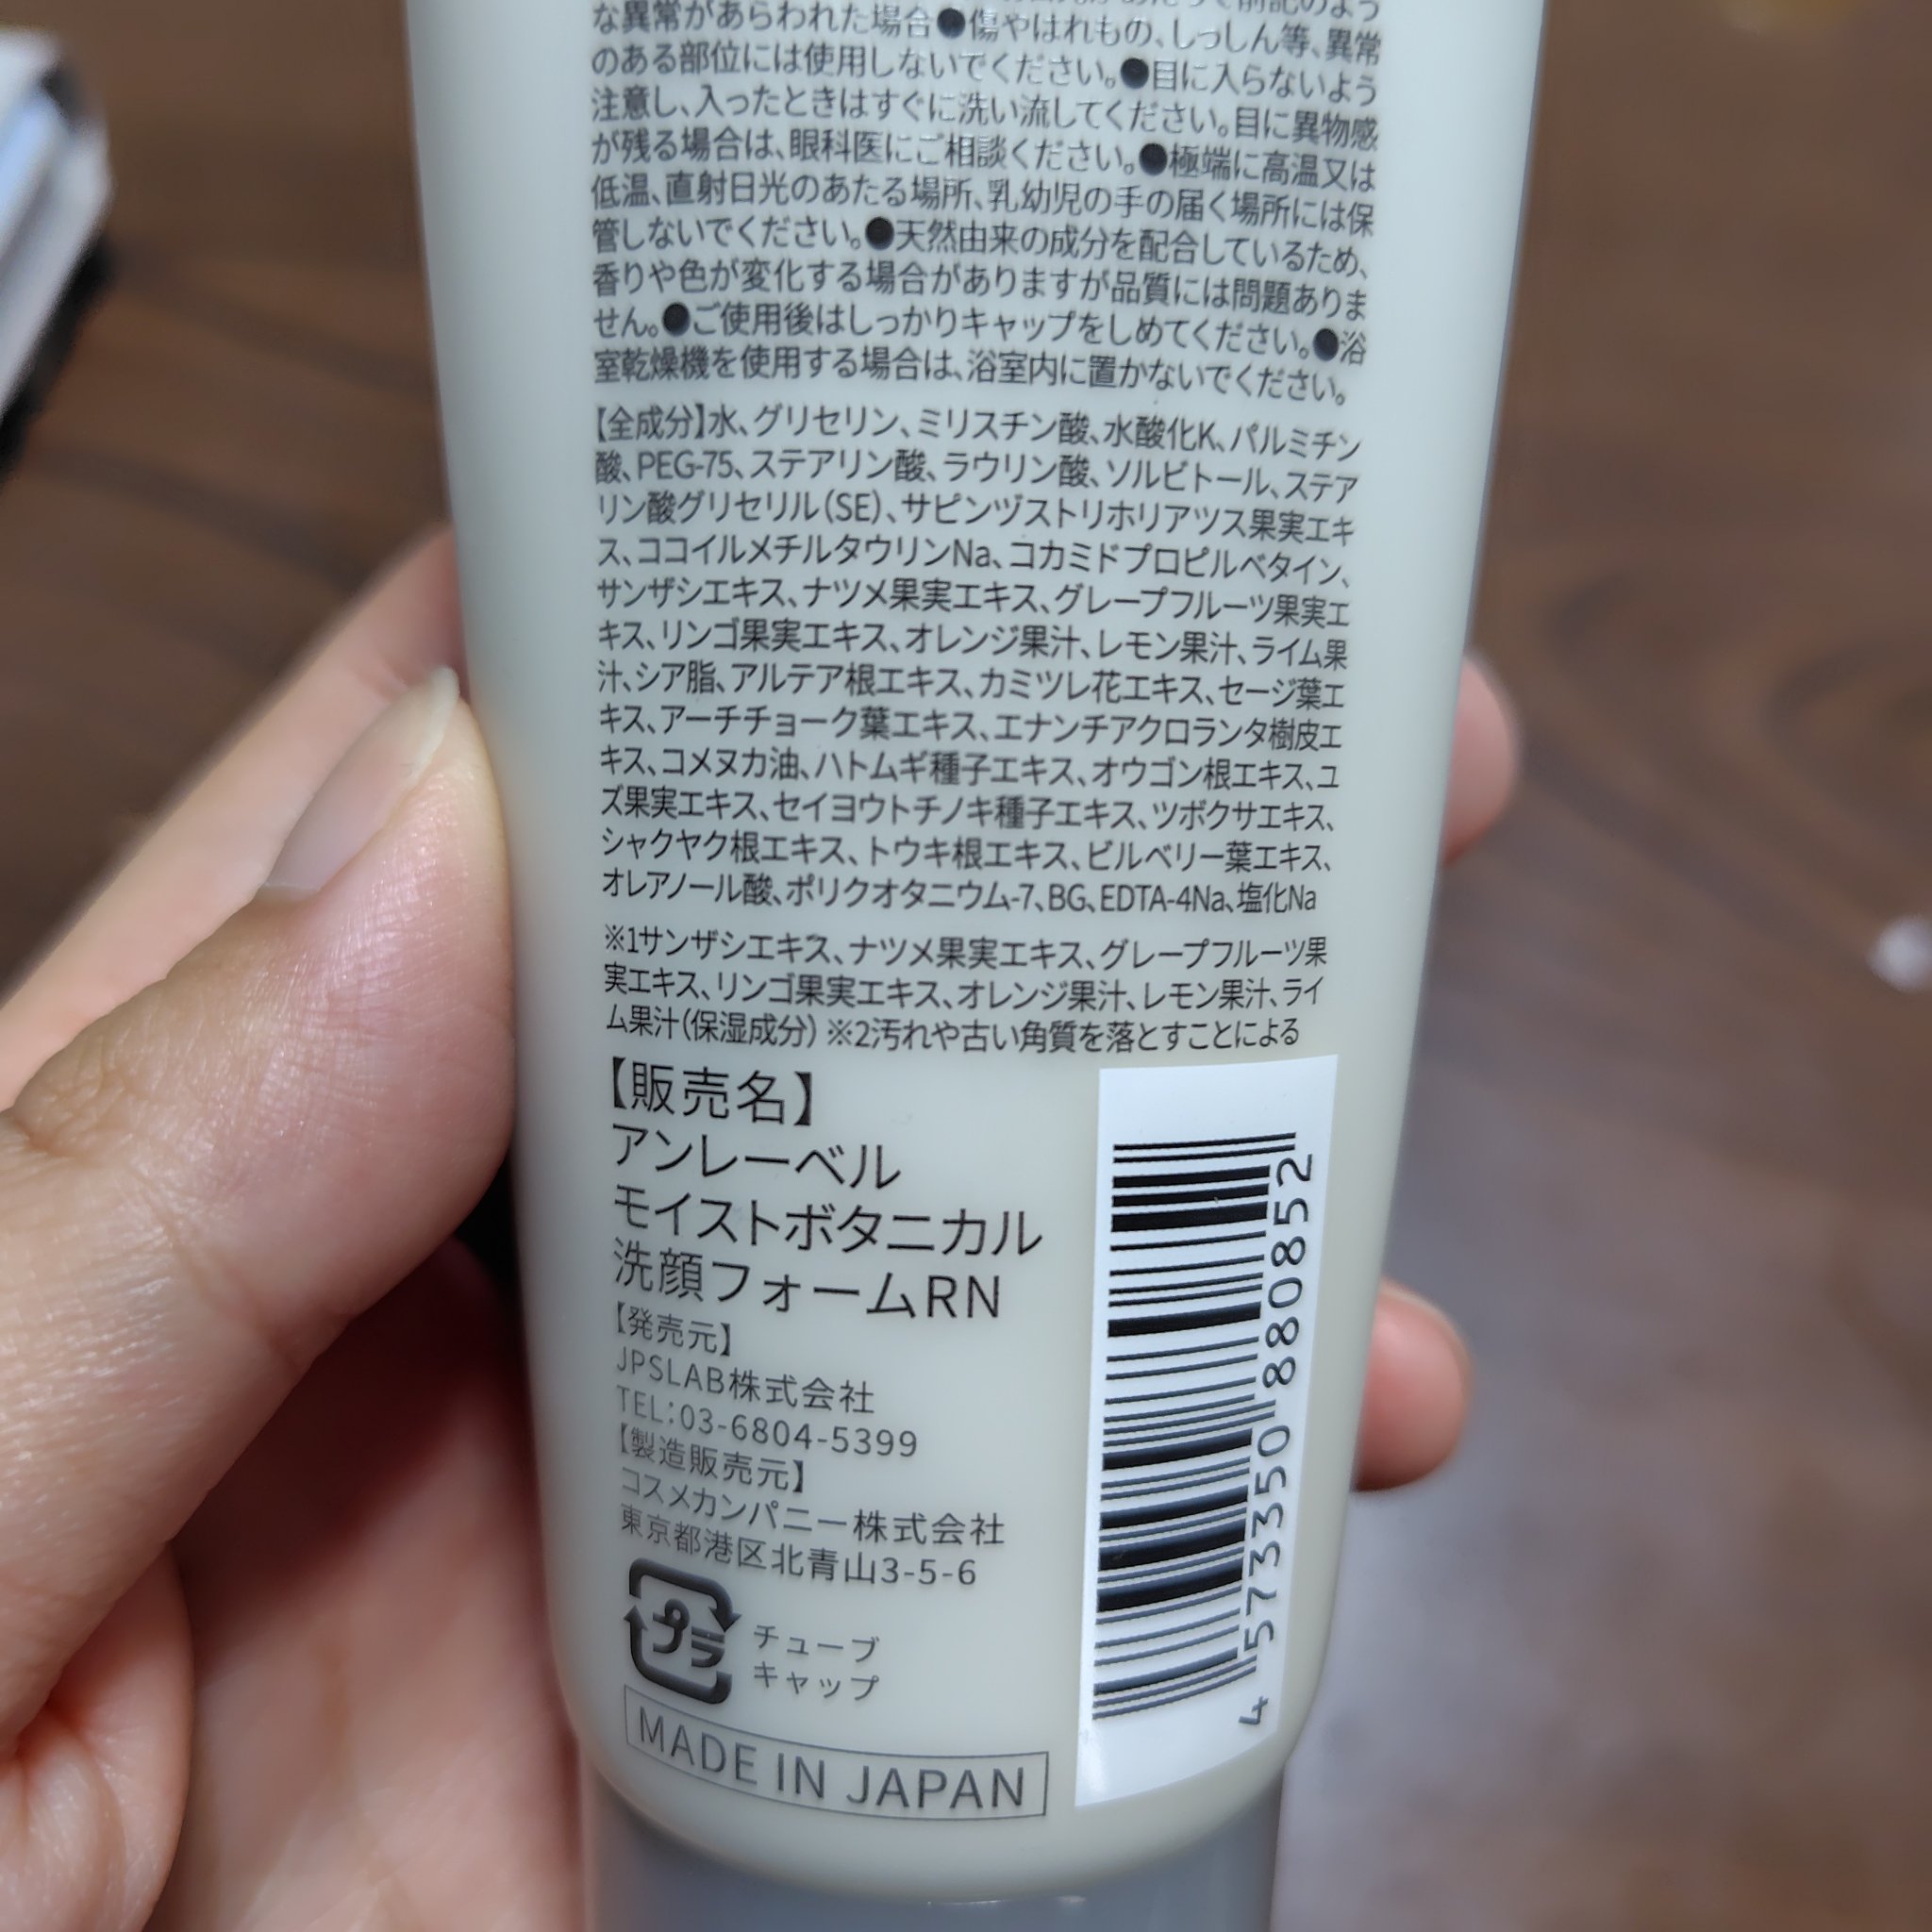 な異常があらわれた場合●傷やはれもの、しっしん等、異常
のある部位には使用しないでください。●目に入らないよう
注意し、入ったときはすぐに洗い流してください。目に異物感
が残る場合は、眼科医にご相談ください。●極端に高温又は
低温、直射日光のあたる場所、乳幼児の手の届く場所には保
管しないでください。●天然由来の成分を配合しているため、
香りや色が変化する場合がありますが品質には問題ありま
せん。●ご使用後はしっかりキャップをしめてください。●浴
室乾燥機を使用する場合は、浴室内に置かないでください。
【全成分】水、グリセリン、ミリスチン酸、水酸化K、パルミチン
酸、PEG-75、ステアリン酸、ラウリン酸、ソルビトール、ステア
リン酸グリセリル(SE)、サピンヅストリホリアツス果実エキ
ス、ココイルメチルタウリンNa、コカミドプロピルベタイン、
サンザシエキス、ナツメ果実エキス、グレープフルーツ果実エ
キス、リンゴ果実エキス、オレンジ果汁、レモン果汁、ライム果
汁、シア脂、アルテア根エキス、カミツレ花エキス、セージ葉エ
キス、アーチチョーク葉エキス、エナンチアクロランタ樹皮エ
キス、コメヌカ油、ハトムギ種子エキス、オウゴン根エキス、ユ
ズ果実エキス、セイヨウトチノキ種子エキス、ツボクサエキス、
シャクヤク根エキス、トウキ根エキス、ビルベリー葉エキス、
オレアノール酸、ポリクオタニウム-7、BG、EDTA-4Na、塩化Na
※1サンザシエキス、ナツメ果実エキス、グレープフルーツ果
実エキス、リンゴ果実エキス、オレンジ果汁、レモン果汁、ライ
ム果汁(保湿成分) ※2汚れや古い角質を落とすことによる
【販売名】
アンレーベル
モイストボタニカル
洗顔フォームRN
【発売元】
JPSLAB株式会社
TEL:03-6804-5399
【製造販売元】
コスメカンパニー株式会社
東京都港区北青山3-5-6
プラ
チューブ
キャップ
MADE IN JAPAN
4573350880852